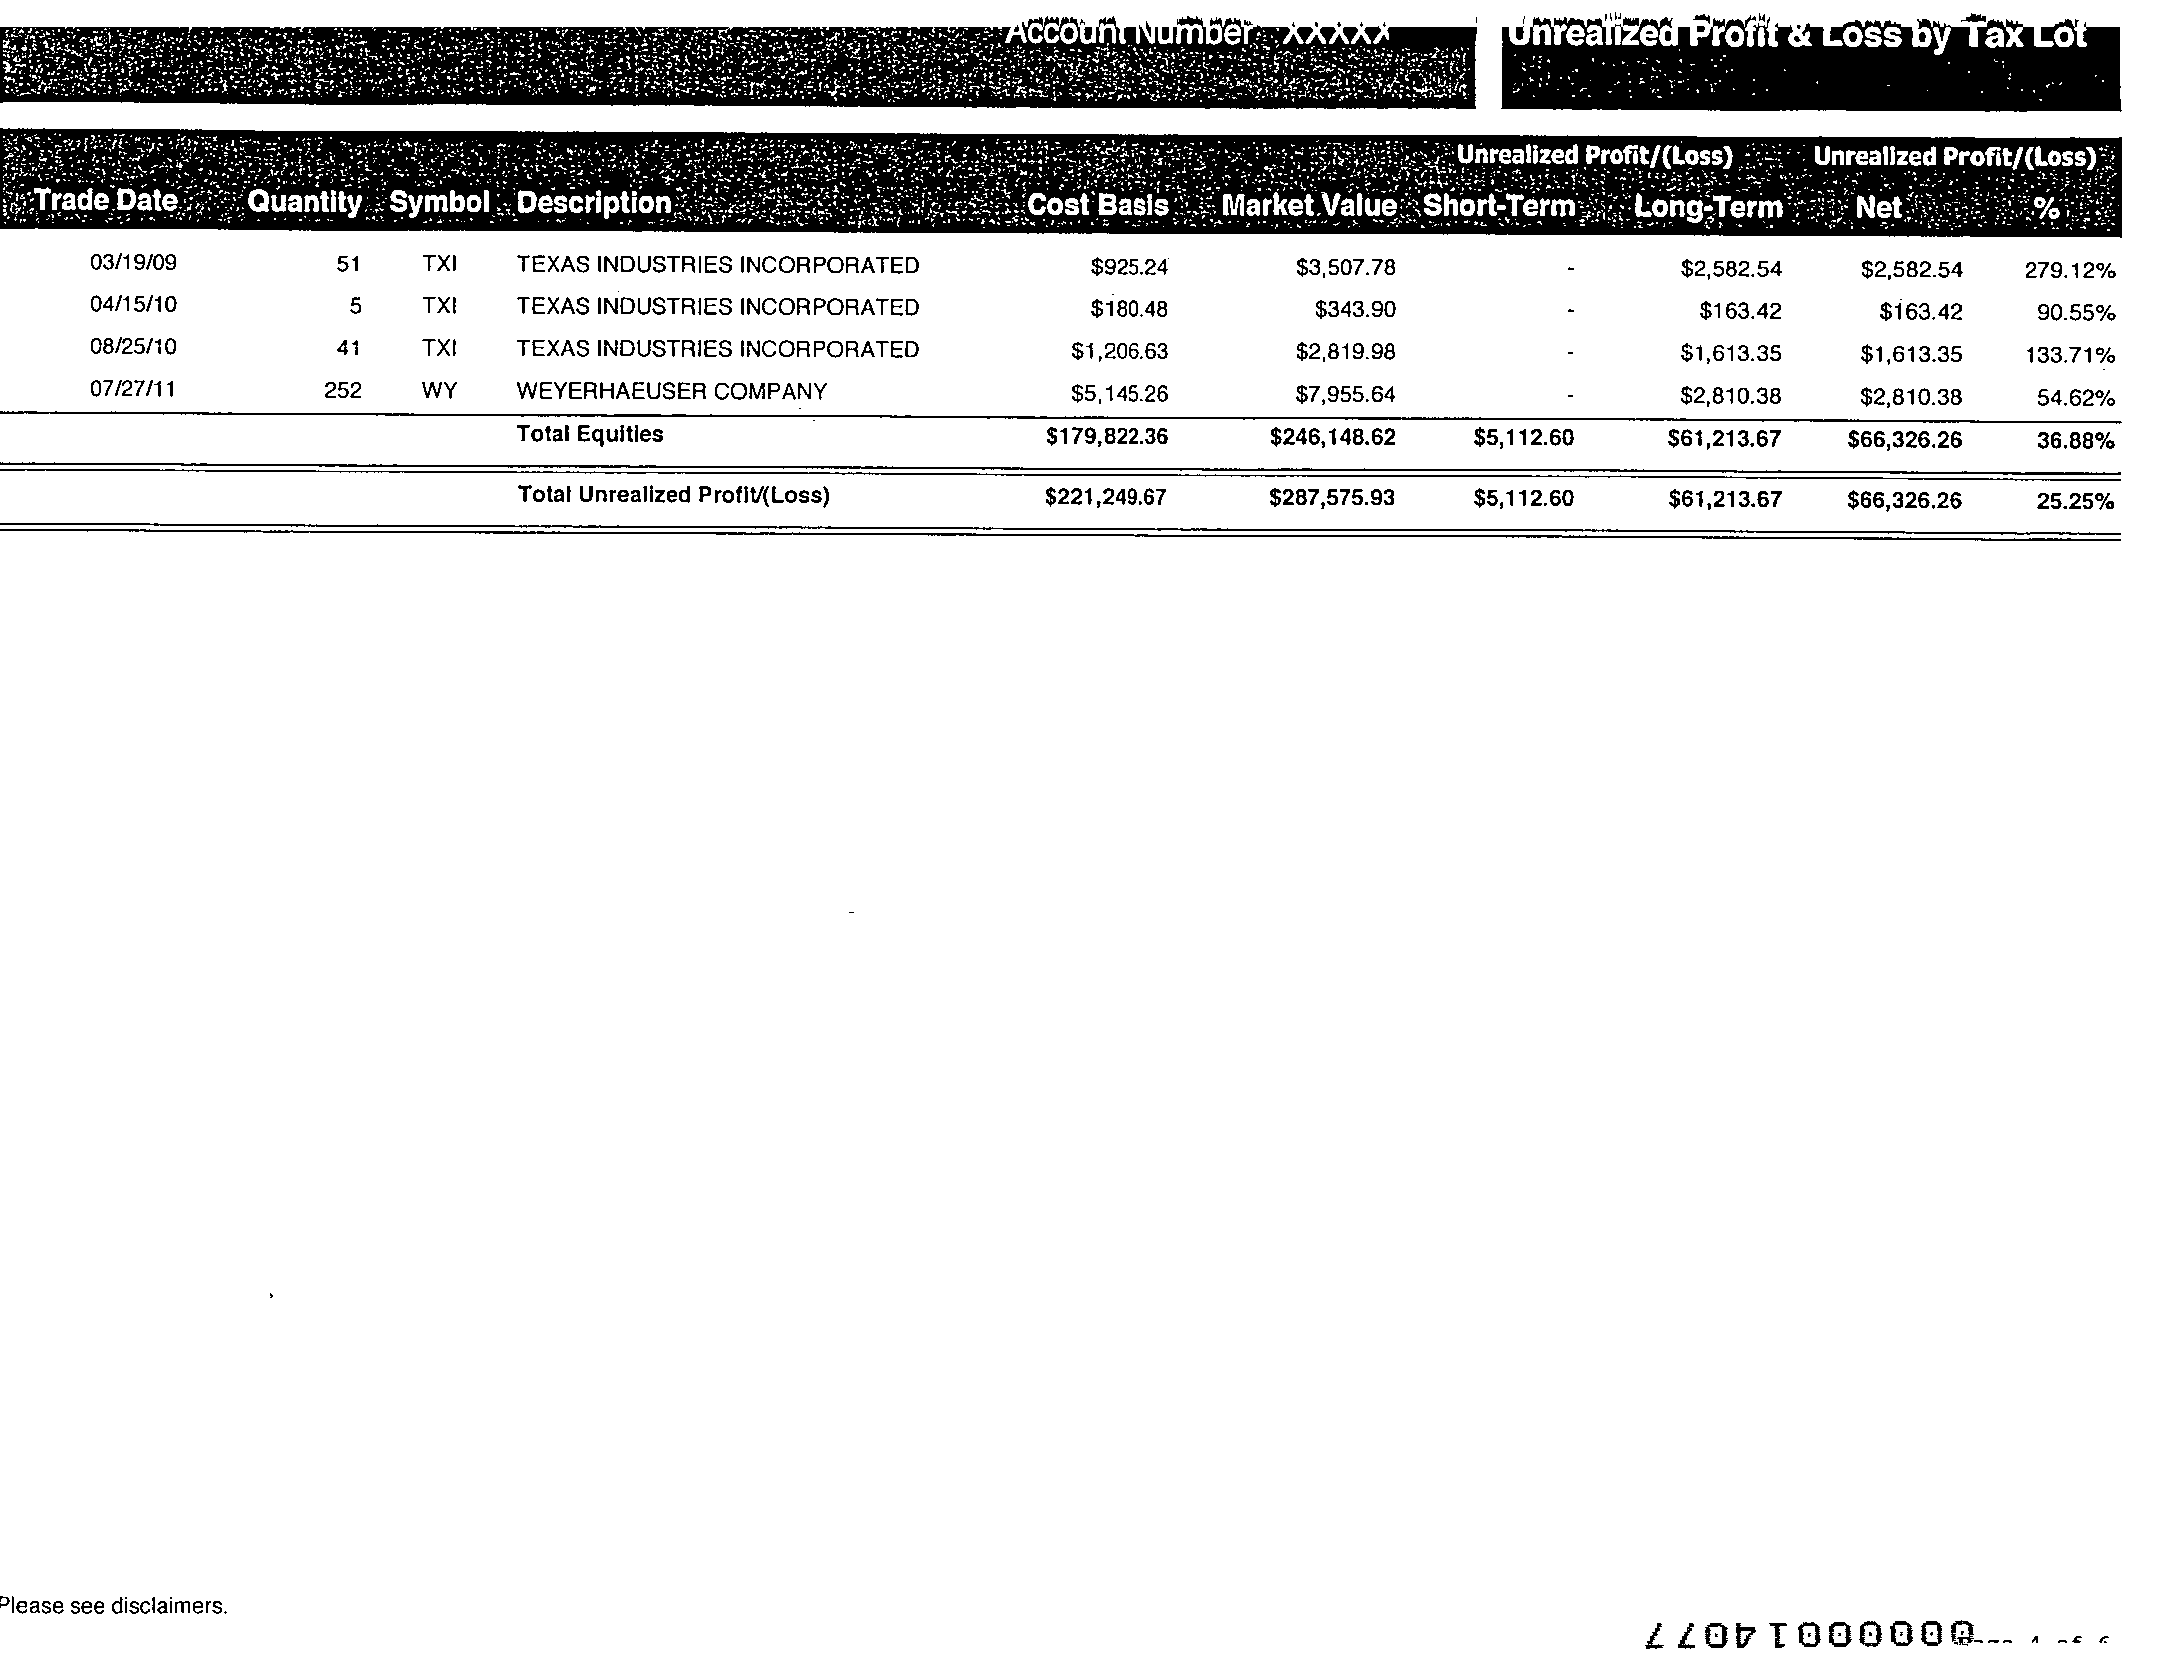 Account Number XXXXX Unrealized Profit & Loss by Tax Lot
Unrealized Profit/(Loss) Unrealized Profit/(Loss)
Trade Date Quantity Symbol Description Cost Basis Market Value Short-Term Long-Term Net %
03/19/09 51 TXI TEXAS INDUSTRIES INCORPORATED $925.24 $3,507.78 - $2,582.54 $2,582.54 279.12%
04/15/10 5 TXI TEXAS INDUSTRIES INCORPORATED $180.48 $343.90 - $163.42 $163.42 90.55%
08/25/10 41 TXI TEXAS INDUSTRIES INCORPORATED $1,206.63 $2,819.98 - $1,613.35 $1,613.35 133.71%
07/27/11 252 WY WEYERHAEUSER COMPANY $5,145.26 $7,955.64 - $2,810.38 $2,810.38 54.62%
Total Equities $179,822.36 $246,148.62 $5,112.60 $61,213.67 $66,326.26 36.88%
Total Unrealized Profit/(Loss) $221,249.67 $287,575.93 $5,112.60 $61,213.67 $66,326.26 25.25%
Please see disclaimers.